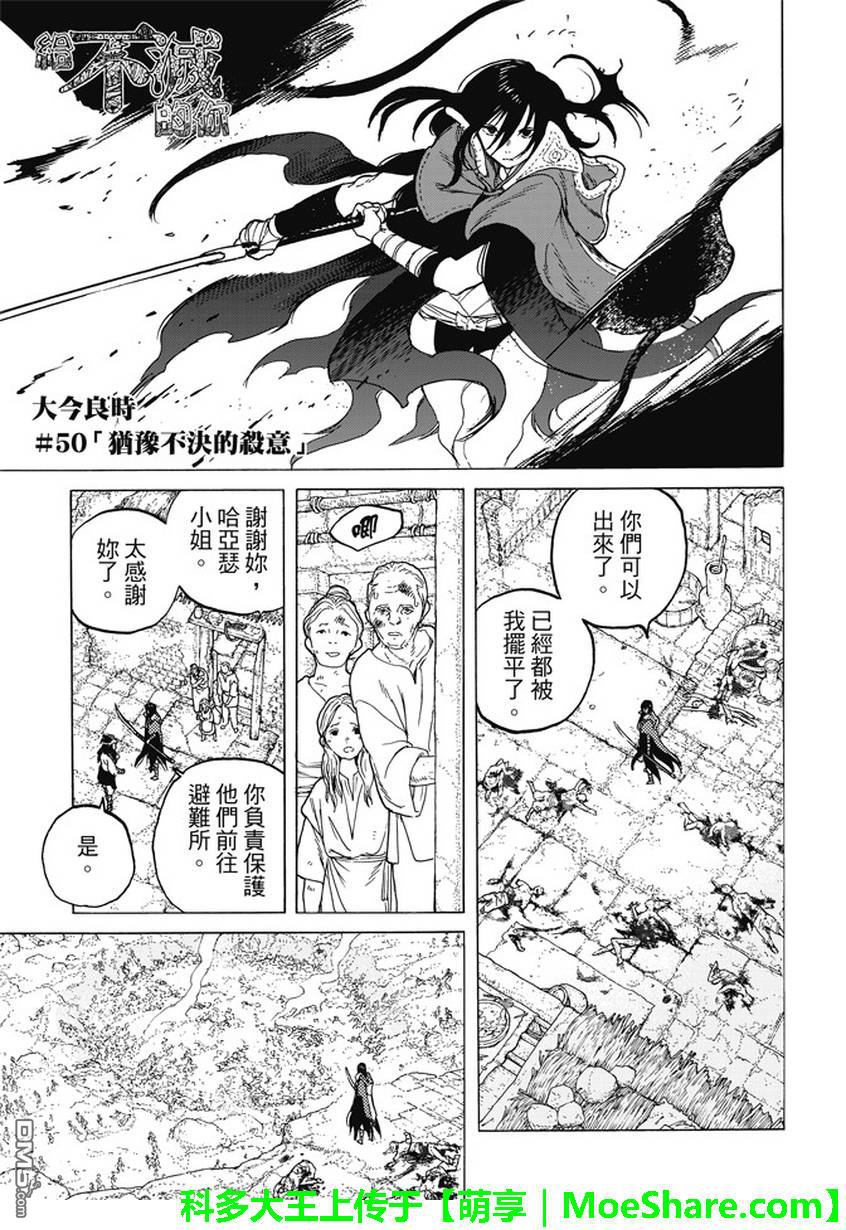 給不滅的你
大今良時
#50「猶豫不決的殺意」
你們可以
出來了。
已經都被
我擺平了。
唧
謝謝妳，
哈亞瑟
小姐。
太感謝
妳了。
你負責保護
他們前往
避難所。
是。
DM5.com
科多大王上传于【萌享｜MoeShare.com】